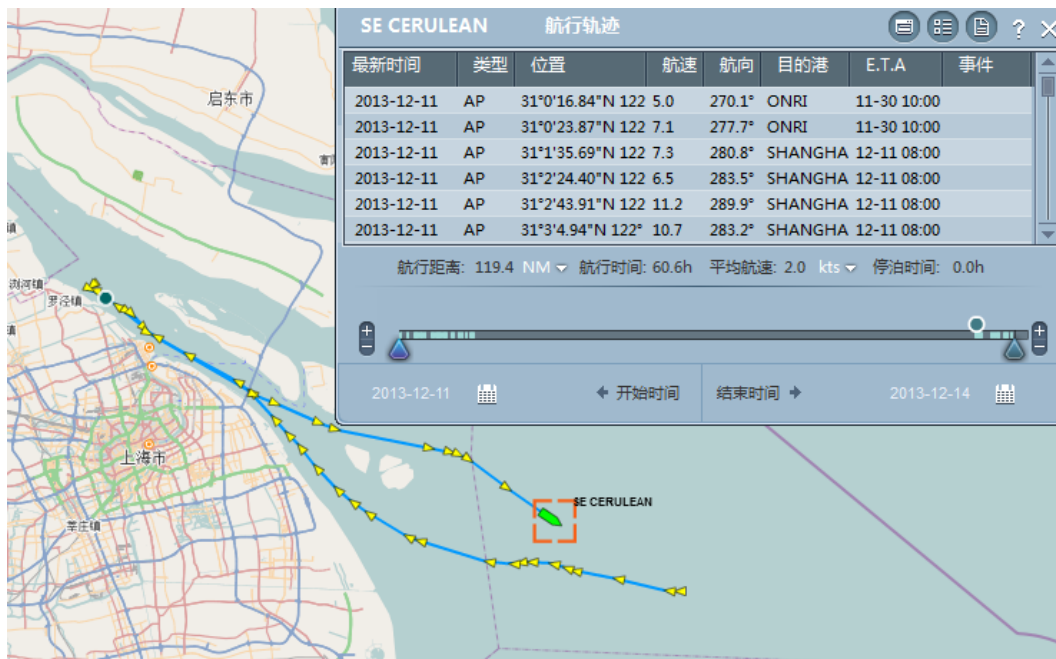 SE CERULEAN 航行轨迹 ?
最新时间 类型 位置 航速 航向 目的港 E.T.A 事件
2013-12-11 AP 31°0'16.84"N 122 5.0 270.1° ONRI 11-30 10:00
2013-12-11 AP 31°0'23.87"N 122 7.1 277.7° ONRI 11-30 10:00
2013-12-11 AP 31°1'35.69"N 122 7.3 280.8° SHANGHA 12-11 08:00
2013-12-11 AP 31°2'24.40"N 122 6.5 283.5° SHANGHA 12-11 08:00
2013-12-11 AP 31°2'43.91"N 122 11.2 289.9° SHANGHA 12-11 08:00
2013-12-11 AP 31°3'4.94"N 122° 10.7 283.2° SHANGHA 12-11 08:00
航行距离: 119.4 NM 航行时间: 60.6h 平均航速: 2.0 kts 停泊时间: 0.0h
2013-12-11 开始时间 结束时间 2013-12-14
启东市
浏河镇
罗泾镇
上海市
莘庄镇
SE CERULEAN